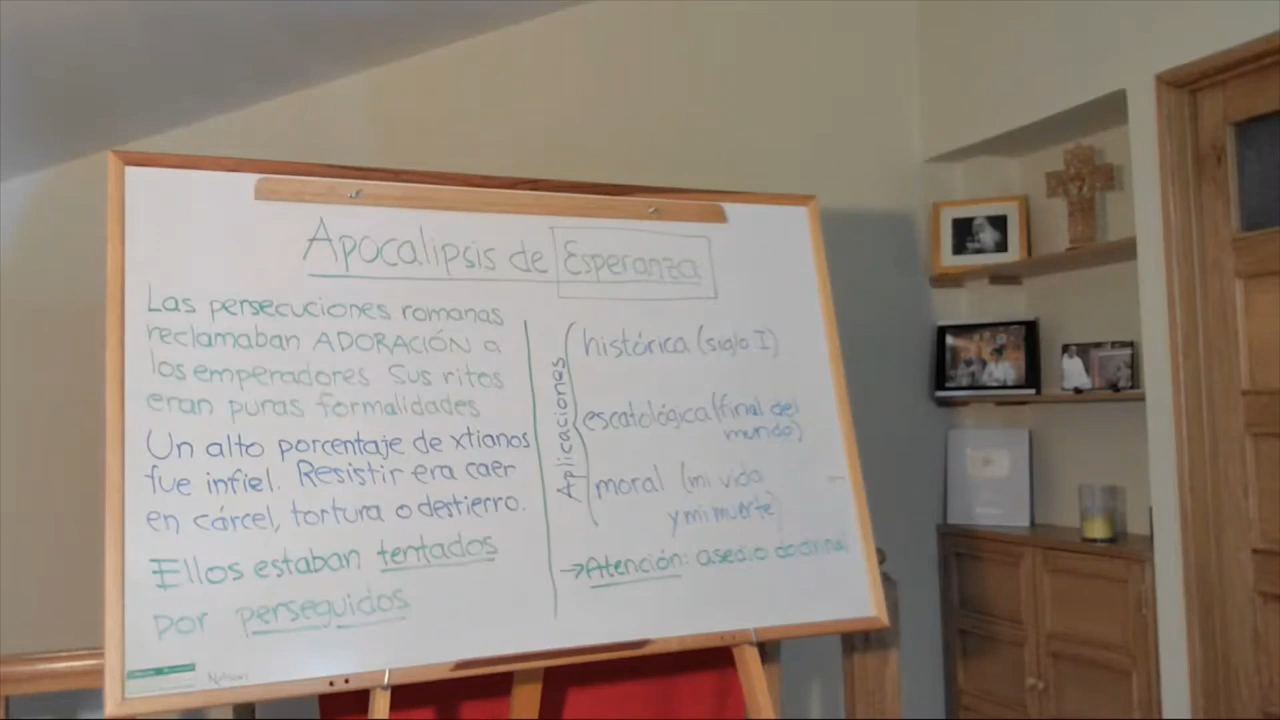 Apocalipsis de Esperanza
Las persecuciones romanas
reclamaban ADORACIÓN a
los emperadores Sus ritos
eran puras formalidades
Un alto porcentaje de xtianos
fue infiel. Resistir era caer
en cárcel, tortura o destierro.
Ellos estaban tentados
por perseguidos
Aplicaciones
histórica (siglo I)
escatológica (final del
mundo)
moral (mi vida
y mi muerte)
→ Atención: asedio doctrinal